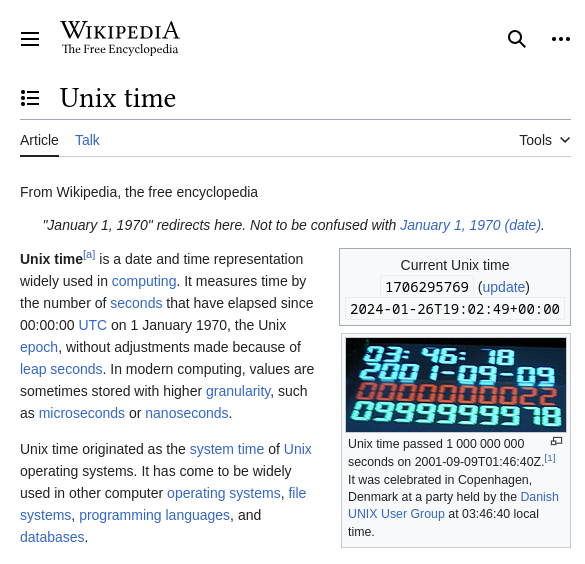 WIKIPEDIA
The Free Encyclopedia
Unix time
Article Talk Tools
From Wikipedia, the free encyclopedia
"January 1, 1970" redirects here. Not to be confused with January 1, 1970 (date).
Unix time[a] is a date and time representation
widely used in computing. It measures time by
the number of seconds that have elapsed since
00:00:00 UTC on 1 January 1970, the Unix
epoch, without adjustments made because of
leap seconds. In modern computing, values are
sometimes stored with higher granularity, such
as microseconds or nanoseconds.
Unix time originated as the system time of Unix
operating systems. It has come to be widely
used in other computer operating systems, file
systems, programming languages, and
databases.
Current Unix time
1706295769 (update)
2024-01-26T19:02:49+00:00
03: 46: 18
2001-09-09
0000000022
0999999978
Unix time passed 1 000 000 000
seconds on 2001-09-09T01:46:40Z.[1]
It was celebrated in Copenhagen,
Denmark at a party held by the Danish
UNIX User Group at 03:46:40 local
time.